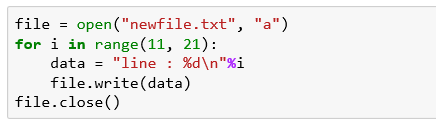 file = open("newfile.txt", "a")
for i in range(11, 21):
    data = "line : %d\n"%i
    file.write(data)
file.close()